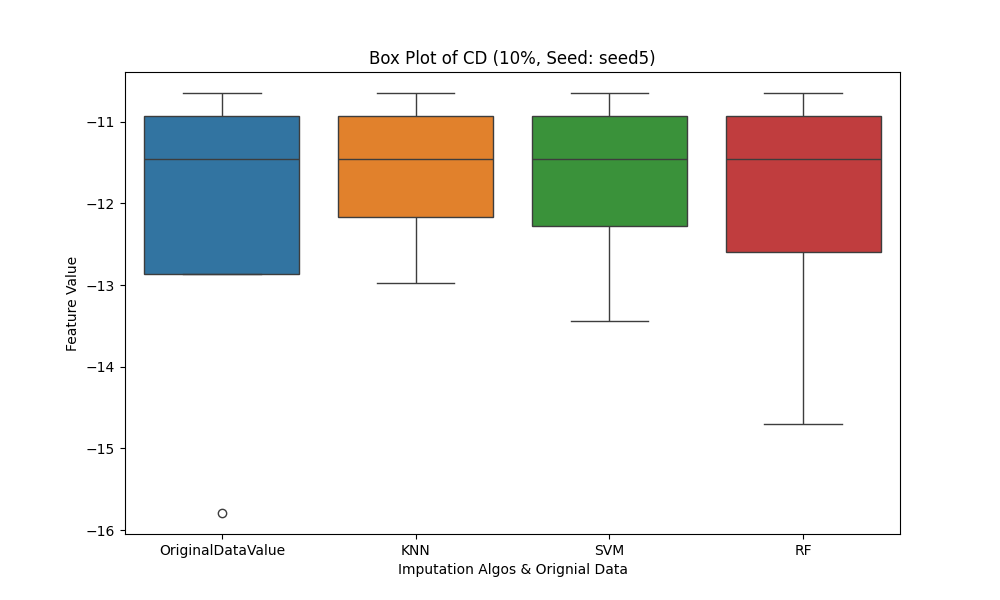 Box Plot of CD (10%, Seed: seed5)
−11
−12
−13
−14
−15
−16
Feature Value
OriginalDataValue KNN SVM RF
Imputation Algos & Orignial Data